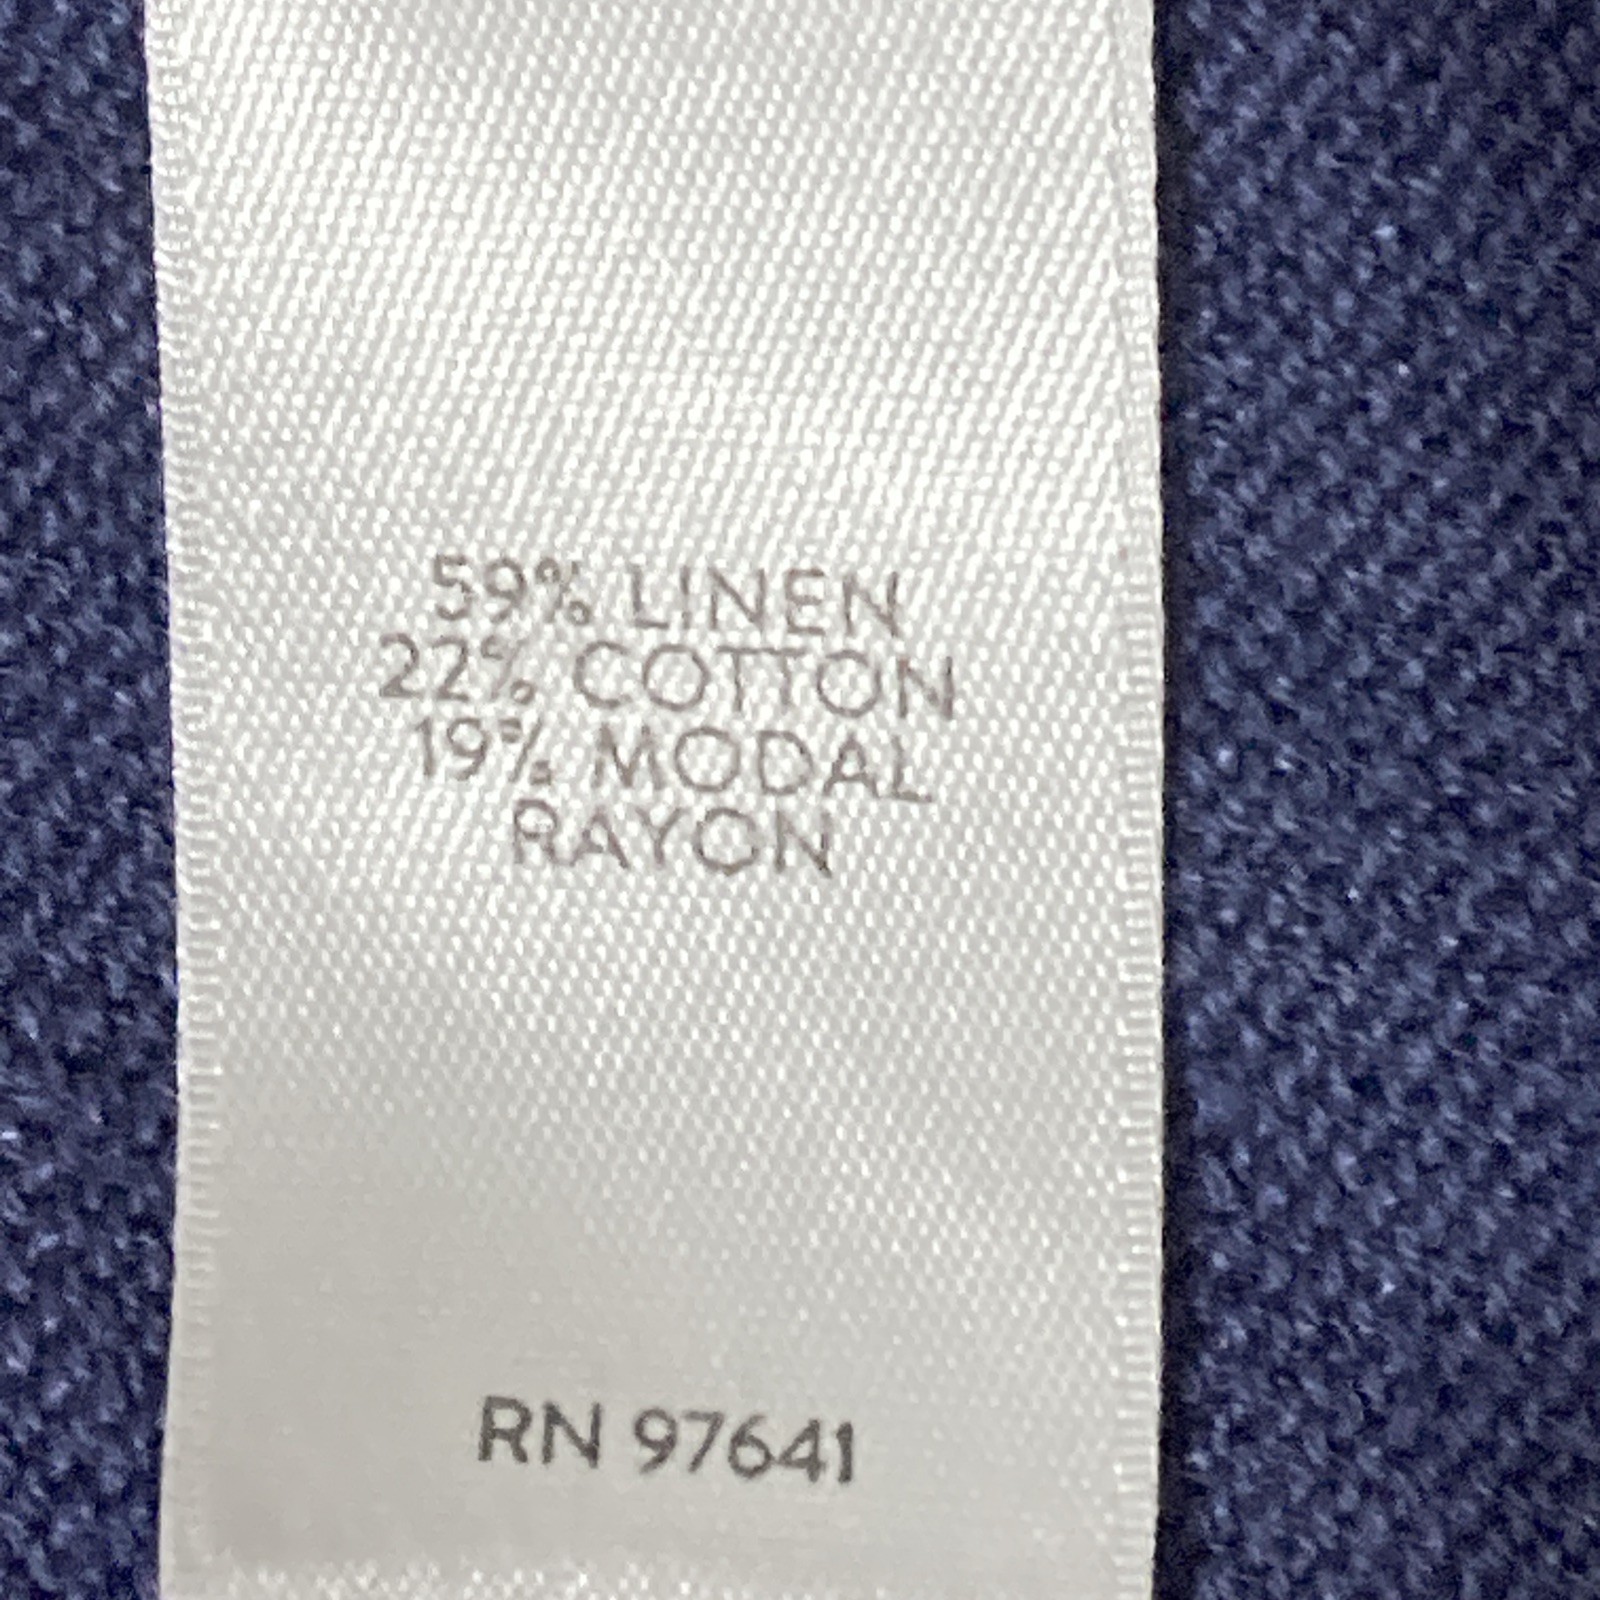 59% LINEN
22% COTTON
19% MODAL
RAYON
RN 97641